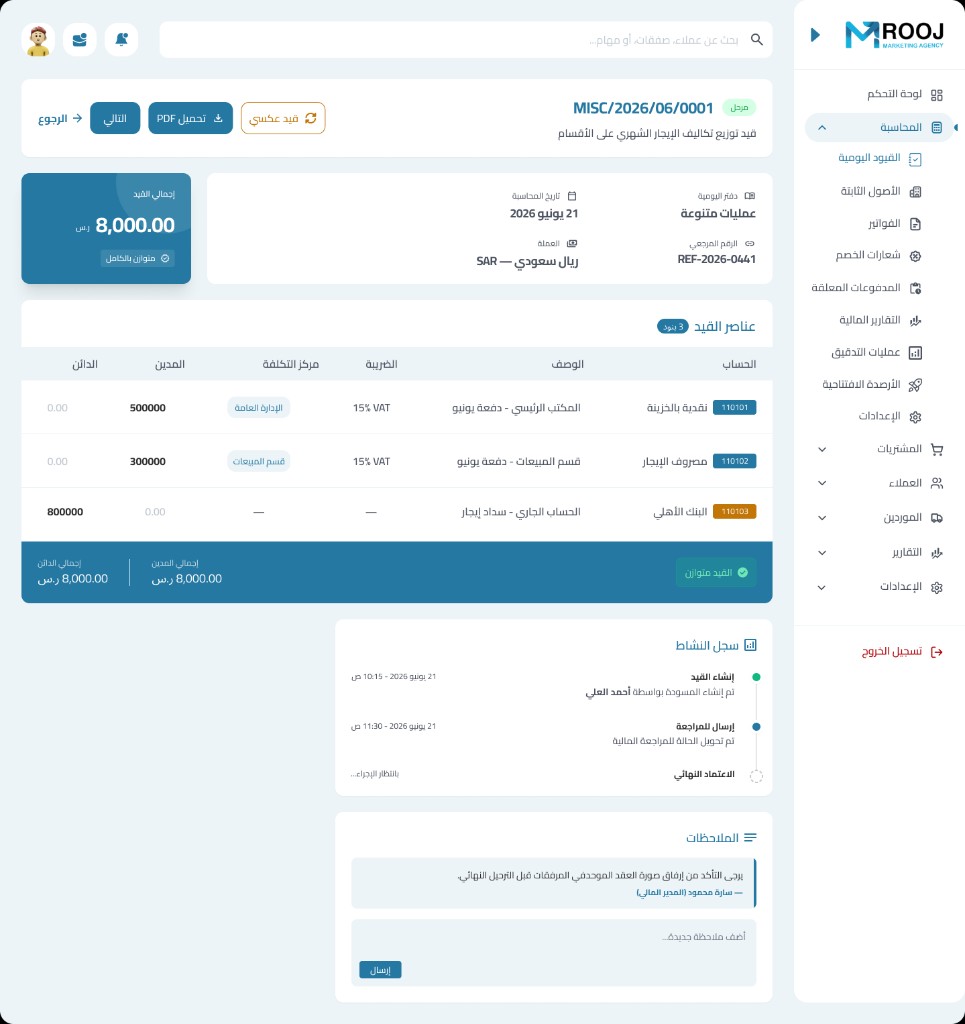 MROOJ
MARKETING AGENCY
لوحة التحكم
المحاسبة
القيود اليومية
الأصول الثابتة
الفواتير
شعارات الخصم
المدفوعات المعلقة
التقارير المالية
عمليات التدقيق
الأرصدة الافتتاحية
الإعدادات
المشتريات
العملاء
الموردين
التقارير
الإعدادات
تسجيل الخروج
بحث عن عملاء، صفقات، أو مهام...
MISC/2026/06/0001 مرحل
قيد توزيع تكاليف الإيجار الشهري على الأقسام
قيد عكسي
تحميل PDF
التالي
الرجوع
دفتر اليومية
عمليات متنوعة
تاريخ المحاسبة
21 يونيو 2026
الرقم المرجعي
REF-2026-0441
العملة
ريال سعودي — SAR
إجمالي القيد
8,000.00 ر.س
متوازن بالكامل
عناصر القيد 3 بنود
الحساب الوصف الضريبة مركز التكلفة المدين الدائن
110101 نقدية بالخزينة المكتب الرئيسي - دفعة يونيو 15% VAT الإدارة العامة 500000 0.00
110102 مصروف الإيجار قسم المبيعات - دفعة يونيو 15% VAT قسم المبيعات 300000 0.00
110103 البنك الأهلي الحساب الجاري - سداد إيجار — — 0.00 800000
القيد متوازن
إجمالي المدين
8,000.00 ر.س
إجمالي الدائن
8,000.00 ر.س
سجل النشاط
إنشاء القيد 21 يونيو 2026 - 10:15 ص
تم إنشاء المسودة بواسطة أحمد العلي
إرسال للمراجعة 21 يونيو 2026 - 11:30 ص
تم تحويل الحالة للمراجعة المالية
الاعتماد النهائي بانتظار الإجراء...
الملاحظات
يرجى التأكد من إرفاق صورة العقد الموحدفي المرفقات قبل الترحيل النهائي.
— سارة محمود (المدير المالي)
أضف ملاحظة جديدة...
إرسال